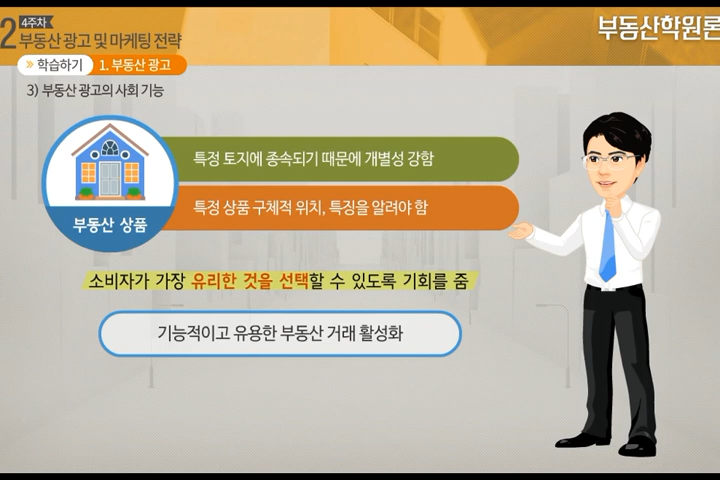 4주차
부동산학원론
2 부동산 광고 및 마케팅 전략
» 학습하기 1. 부동산 광고
3) 부동산 광고의 사회 기능
특정 토지에 종속되기 때문에 개별성 강함
특정 상품 구체적 위치, 특징을 알려야 함
부동산 상품
소비자가 가장 유리한 것을 선택할 수 있도록 기회를 줌
기능적이고 유용한 부동산 거래 활성화